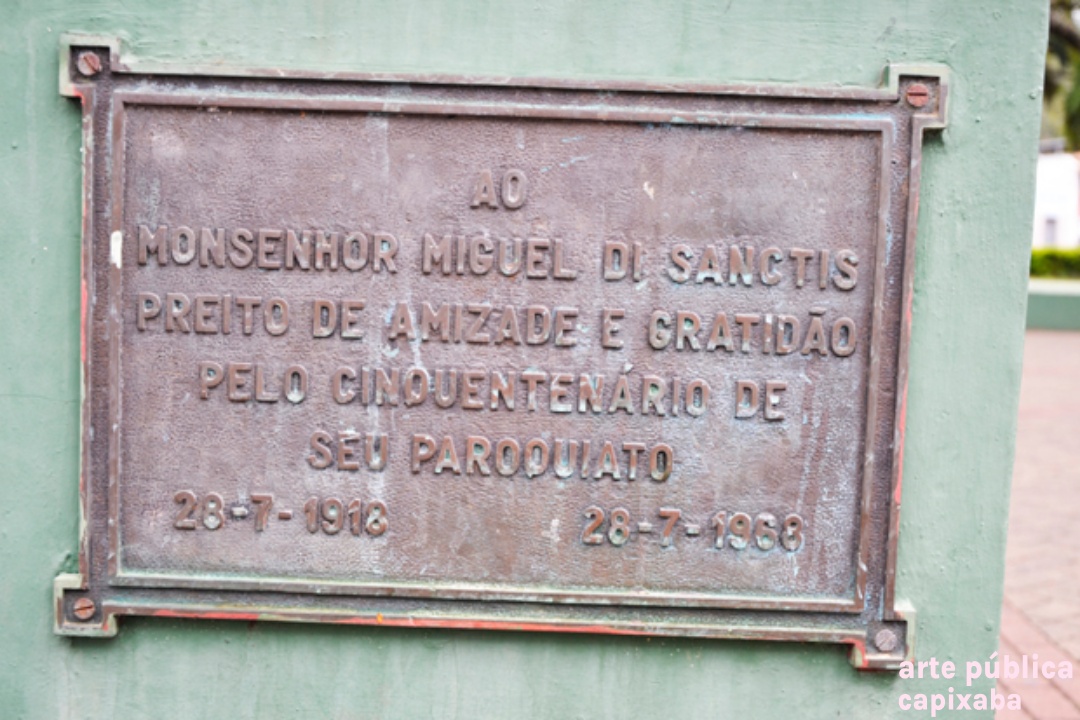 AO
MONSENHOR MIGUEL DI SANCTIS
PREITO DE AMIZADE E GRATIDÃO
PELO CINQUENTENÁRIO DE
SEU PAROQUIATO
28-7-1918 28-7-1968
arte pública
capixaba